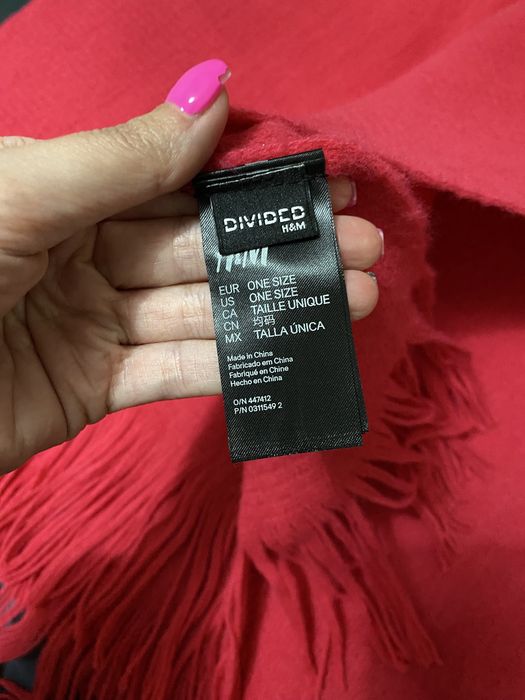 DIVIDED
H&M
H&M
EUR ONE SIZE
US ONE SIZE
CA TAILLE UNIQUE
CN 均码
MX TALLA ÚNICA
Made in China
Fabricado em China
Fabriqué en Chine
Hecho en China
O/N 447412
P/N 0311549 2